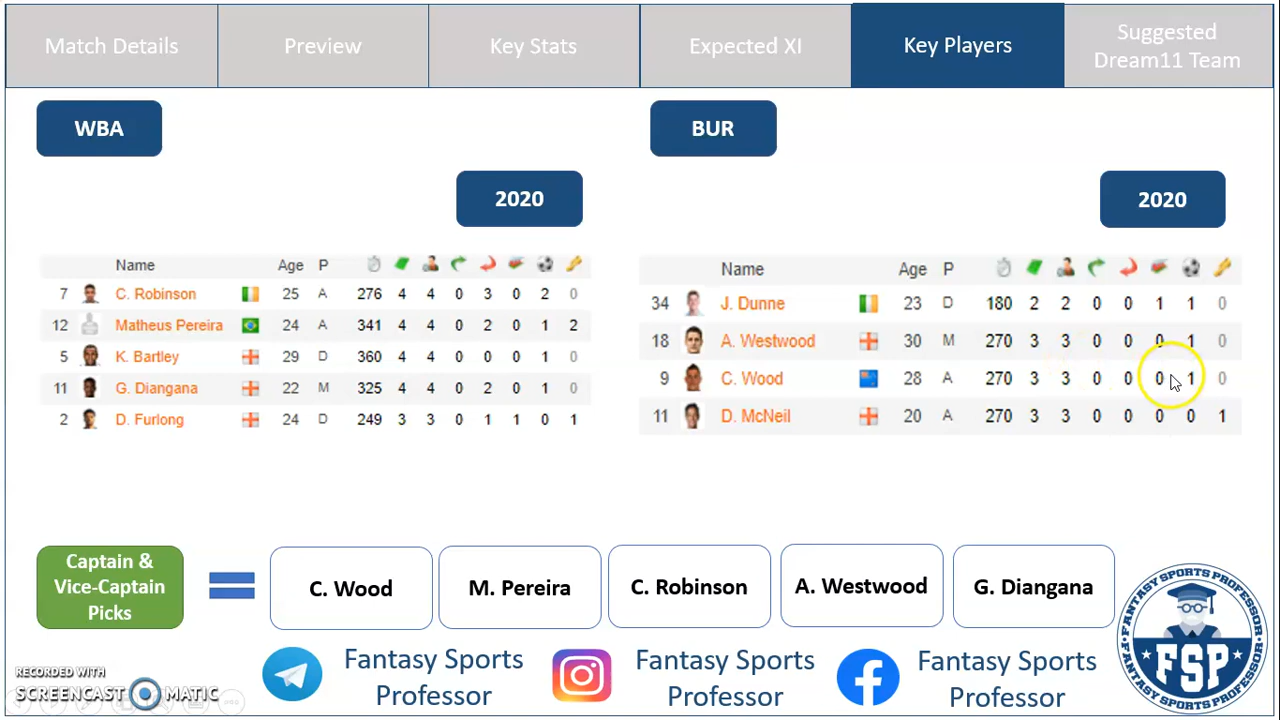 Match Details
Preview
Key Stats
Expected XI
Key Players
Suggested
Dream11 Team
WBA
BUR
2020
2020
Name Age P
7 C. Robinson 25 A 276 4 4 0 3 0 2 0
12 Matheus Pereira 24 A 341 4 4 0 2 0 1 2
5 K. Bartley 29 D 360 4 4 0 0 0 1 0
11 G. Diangana 22 M 325 4 4 0 2 0 1 0
2 D. Furlong 24 D 249 3 3 0 1 1 0 1
Name Age P
34 J. Dunne 23 D 180 2 2 0 0 1 1 0
18 A. Westwood 30 M 270 3 3 0 0 0 1 0
9 C. Wood 28 A 270 3 3 0 0 0 1 0
11 D. McNeil 20 A 270 3 3 0 0 0 0 1
Captain &
Vice-Captain
Picks
C. Wood
M. Pereira
C. Robinson
A. Westwood
G. Diangana
Fantasy Sports
Professor
Fantasy Sports
Professor
Fantasy Sports
Professor
FANTASY SPORTS PROFESSOR
FSP
FANTASY SPORTS PROFESSOR
RECORDED WITH
SCREENCAST MATIC